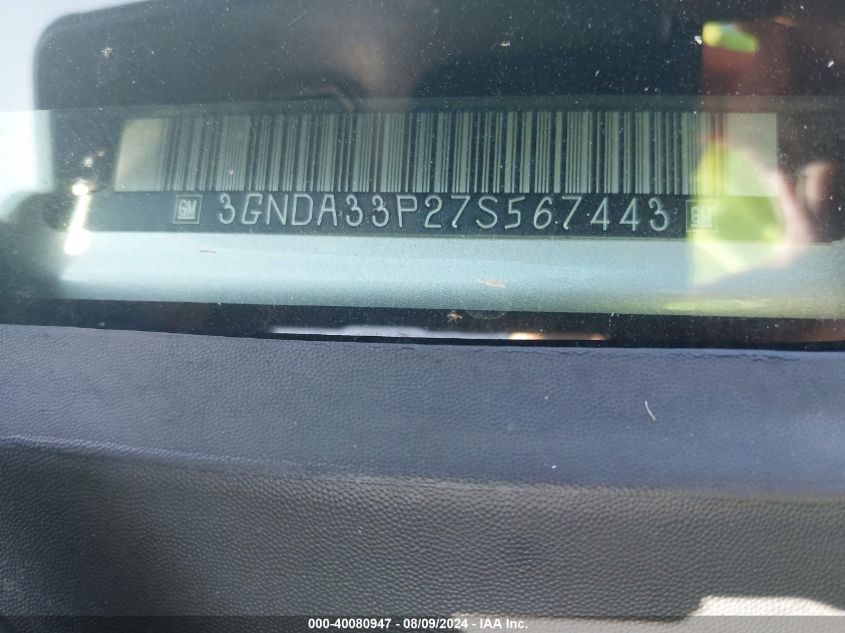 GM 3GNDA33P27S567443 GM
000-40080947 - 08/09/2024 - IAA Inc.